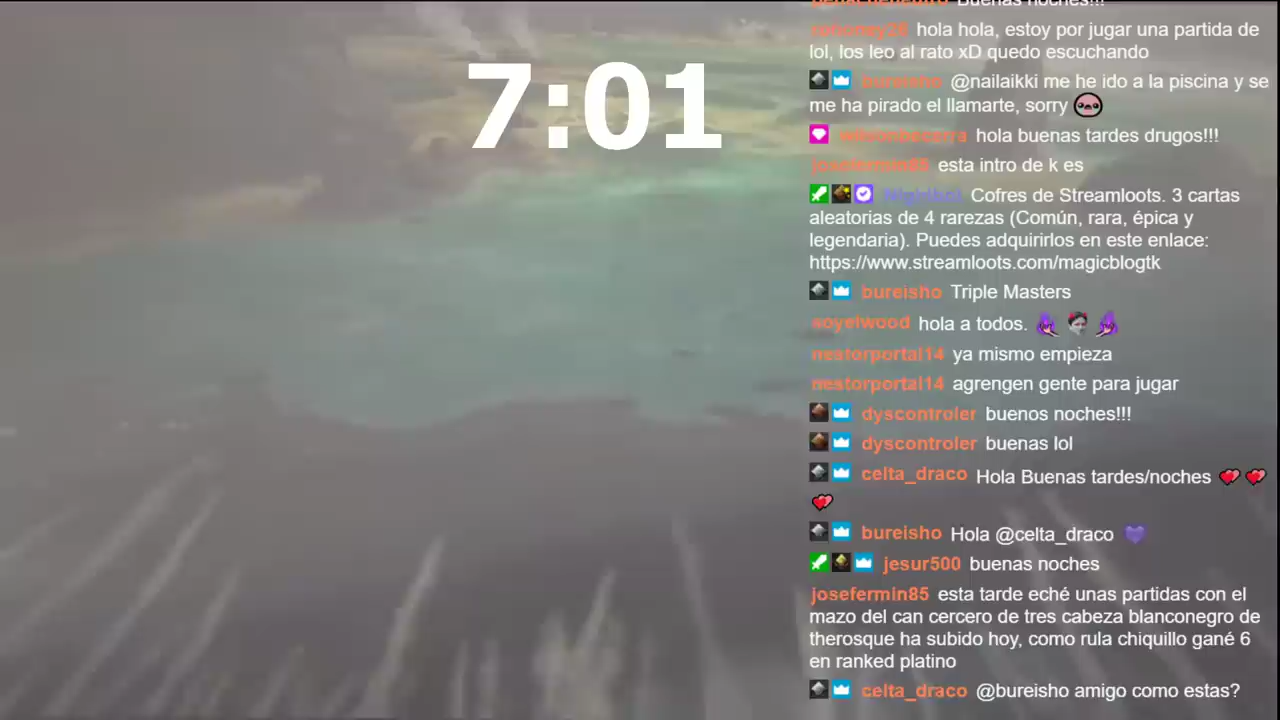 7:01
Buenas noches!!!
hola hola, estoy por jugar una partida de
lol, los leo al rato xD quedo escuchando
bureisho @nailaikki me he ido a la piscina y se
me ha pirado el llamarte, sorry
hola buenas tardes drugos!!!
josefermin85 esta intro de k es
Cofres de Streamloots. 3 cartas
aleatorias de 4 rarezas (Común, rara, épica y
legendaria). Puedes adquirirlos en este enlace:
https://www.streamloots.com/magicblogtk
bureisho Triple Masters
soyelwood hola a todos.
nestorportal14 ya mismo empieza
nestorportal14 agrengen gente para jugar
dyscontroler buenos noches!!!
dyscontroler buenas lol
celta_draco Hola Buenas tardes/noches
bureisho Hola @celta_draco
jesur500 buenas noches
josefermin85 esta tarde eché unas partidas con el
mazo del can cercero de tres cabeza blanconegro de
therosque ha subido hoy, como rula chiquillo gané 6
en ranked platino
celta_draco @bureisho amigo como estas?